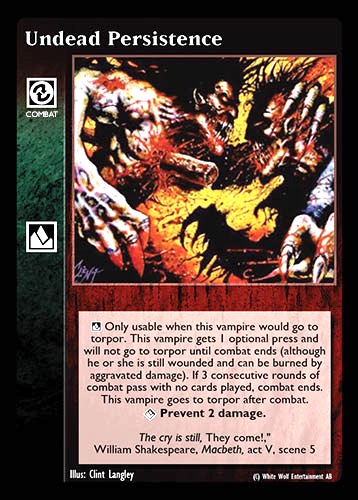 Undead Persistence
COMBAT
Only usable when this vampire would go to
torpor. This vampire gets 1 optional press and
will not go to torpor until combat ends (although
he or she is still wounded and can be burned by
aggravated damage). If 3 consecutive rounds of
combat pass with no cards played, combat ends.
This vampire goes to torpor after combat.
Prevent 2 damage.
The cry is still, They come!,"
William Shakespeare, Macbeth, act V, scene 5
Illus: Clint Langley
(C) White Wolf Entertainment AB